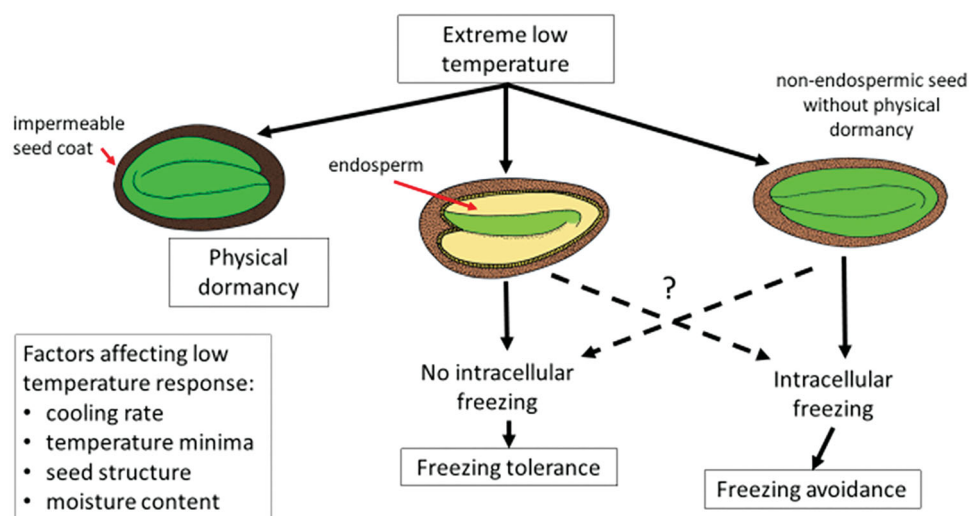 Extreme low
temperature
non-endospermic seed
without physical
dormancy
impermeable
seed coat
endosperm
Physical
dormancy
?
Factors affecting low
temperature response:
• cooling rate
• temperature minima
• seed structure
• moisture content
No intracellular
freezing
Intracellular
freezing
Freezing tolerance
Freezing avoidance